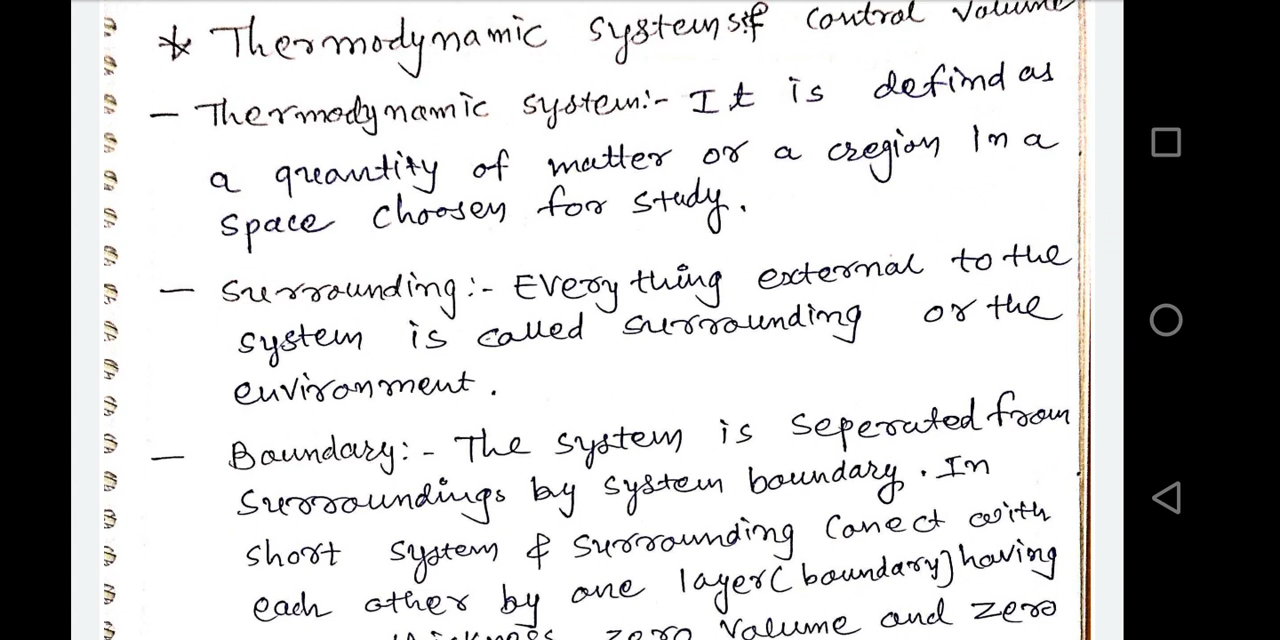 * Thermodynamic systems & control volume
- Thermodynamic system:- It is defind as
a queantity of matter or a cregion In a
space choosen for study.
- Surrounding:- Everything external to the
system is called surrounding or the
environment.
- Boundary:- The system is seperated from
surroundings by system boundary. In
short system & surrounding conect with
each other by one layer (boundary) having
thickness zero volume and zero